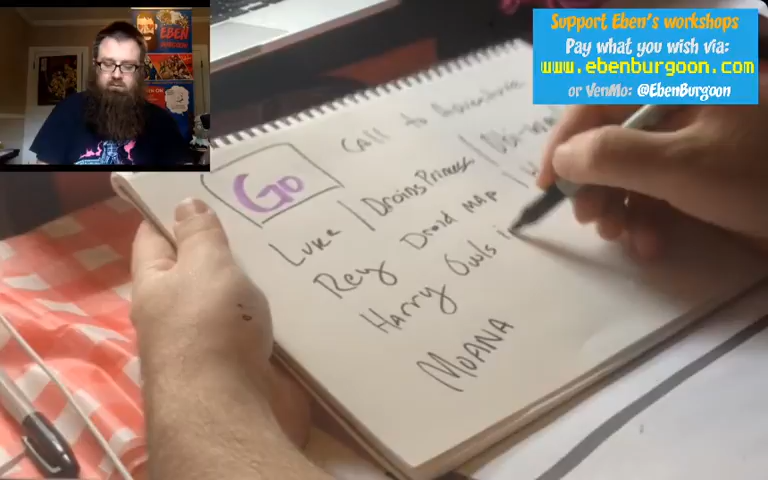 EBEN
Support Eben's workshops
Pay what you wish via:
www.ebenburgoon.com
or VenMo: @EbenBurgoon
Call to Adventure
Go
Luke | Droids Princess |
Rey Droid map |
Harry Owls i
MOANA